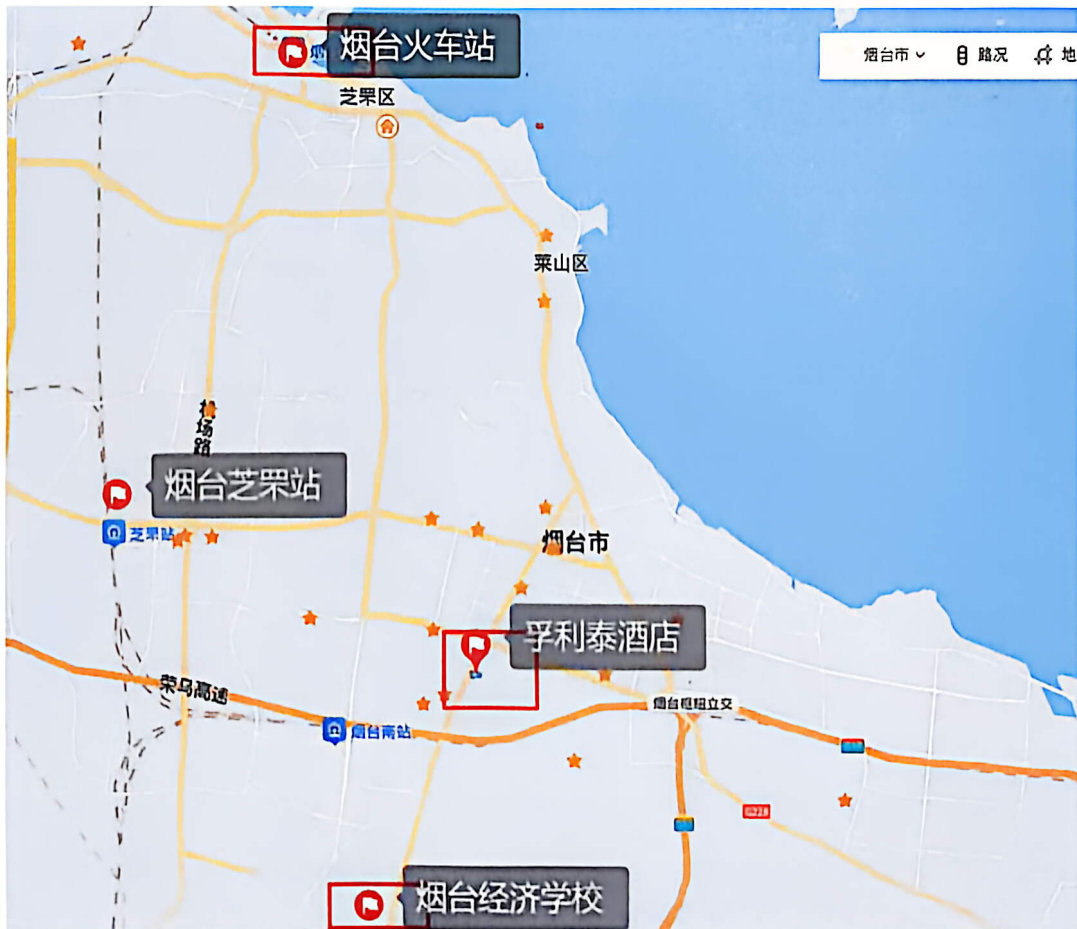 烟台火车站
芝罘区
烟台市
路况
莱山区
机场路
烟台芝罘站
芝罘站
烟台市
孚利泰酒店
荣乌高速
烟台枢纽立交
烟台南站
G228
烟台经济学校